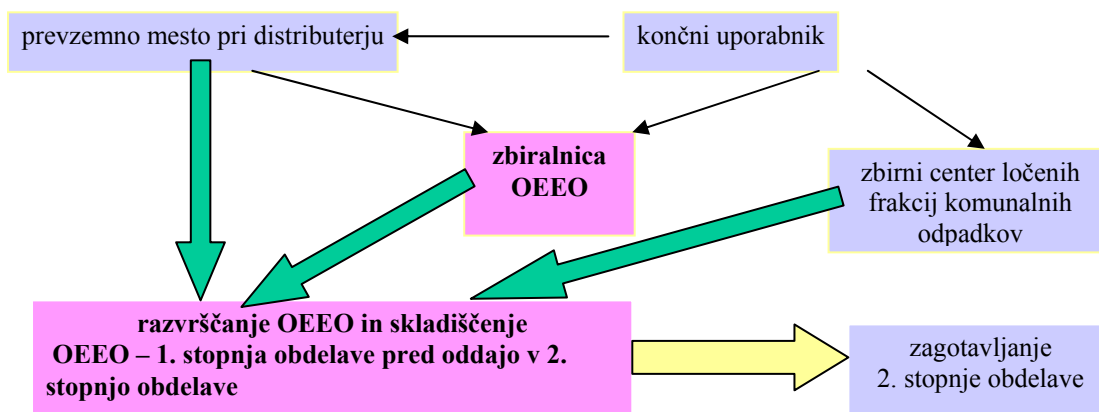 prevzemno mesto pri distributerju
končni uporabnik
zbiralnica
OEEO
zbirni center ločenih
frakcij komunalnih
odpadkov
razvrščanje OEEO in skladiščenje
OEEO – 1. stopnja obdelave pred oddajo v 2.
stopnjo obdelave
zagotavljanje
2. stopnje obdelave